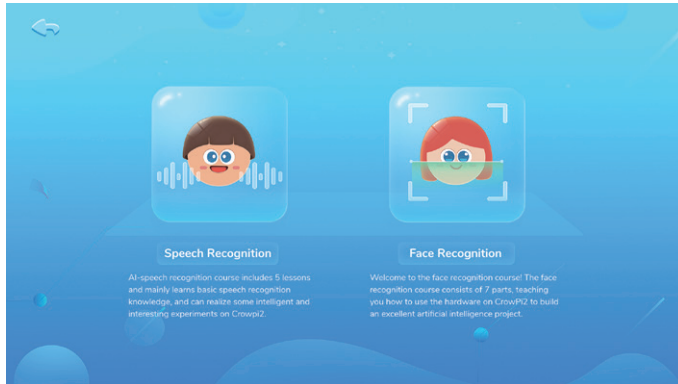 Speech Recognition
AI-speech recognition course includes 5 lessons
and mainly learns basic speech recognition
knowledge, and can realize some intelligent and
interesting experiments on Crowpi2.
Face Recognition
Welcome to the face recognition course! The face
recognition course consists of 7 parts, teaching
you how to use the hardware on CrowPi2 to build
an excellent artificial intelligence project.